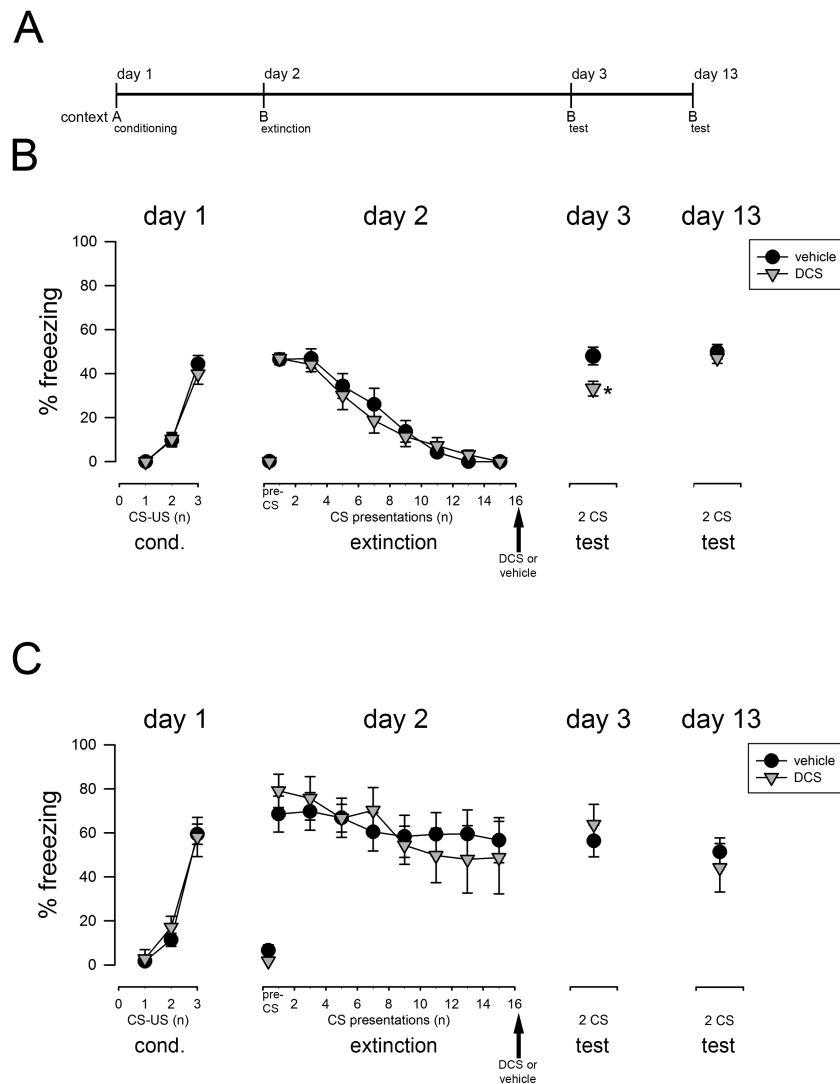 A
day 1 day 2 day 3 day 13
context A B B B
conditioning extinction test test
B
day 1 day 2 day 3 day 13
100
80
60
40
20
0
% freeezing
vehicle
DCS
*
0 1 2 3
pre-CS 2 4 6 8 10 12 14 16
CS-US (n) CS presentations (n) 2 CS 2 CS
cond. extinction test test
DCS or
vehicle
C
day 1 day 2 day 3 day 13
100
80
60
40
20
0
% freeezing
vehicle
DCS
0 1 2 3
pre-CS 2 4 6 8 10 12 14 16
CS-US (n) CS presentations (n) 2 CS 2 CS
cond. extinction test test
DCS or
vehicle